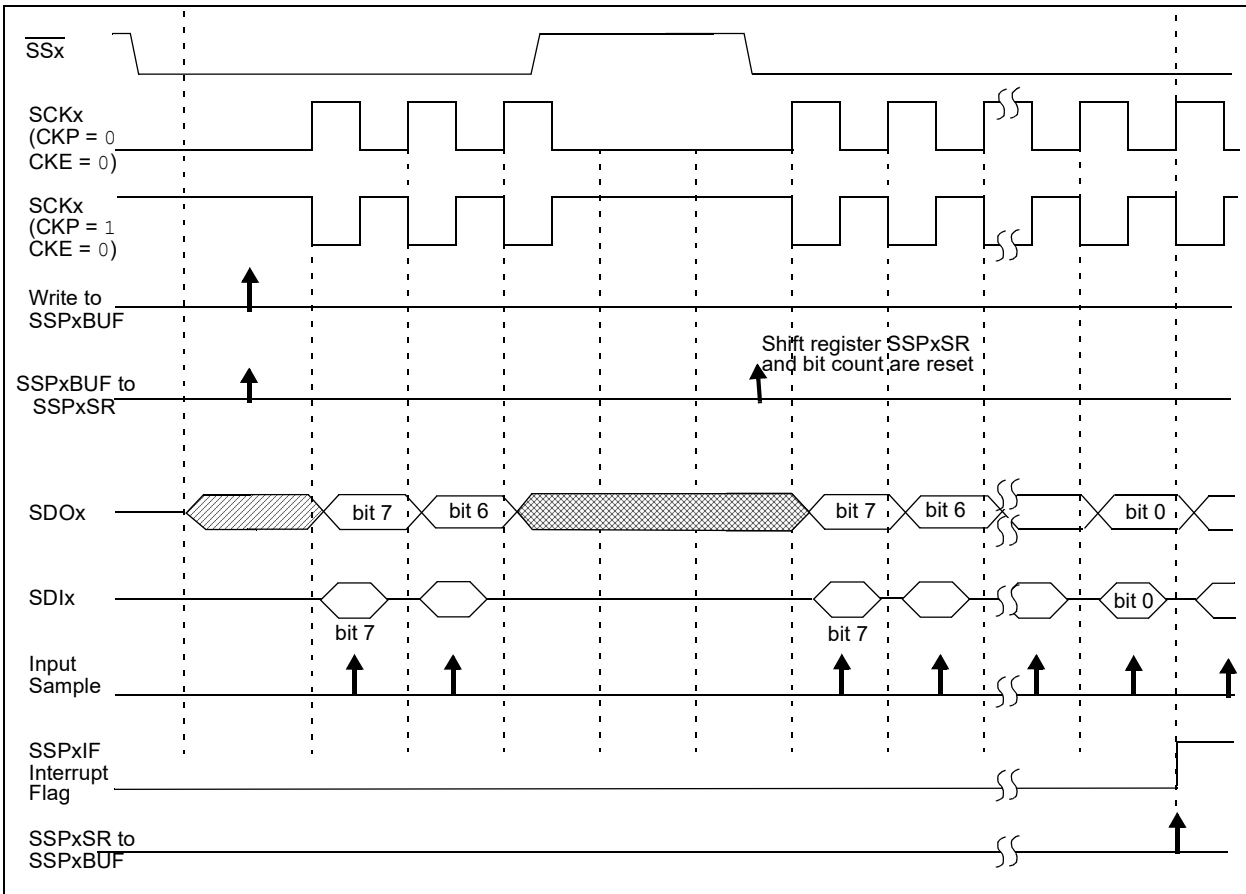 SSx
SCKx
(CKP = 0
CKE = 0)
SCKx
(CKP = 1
CKE = 0)
Write to
SSPxBUF
Shift register SSPxSR
and bit count are reset
SSPxBUF to
SSPxSR
SDOx
bit 7
bit 6
bit 7
bit 6
bit 0
SDIx
bit 0
bit 7
bit 7
Input
Sample
SSPxIF
Interrupt
Flag
SSPxSR to
SSPxBUF